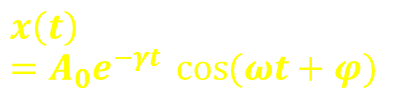 x(t)
= A₀e^{-γt} cos(ωt + φ)